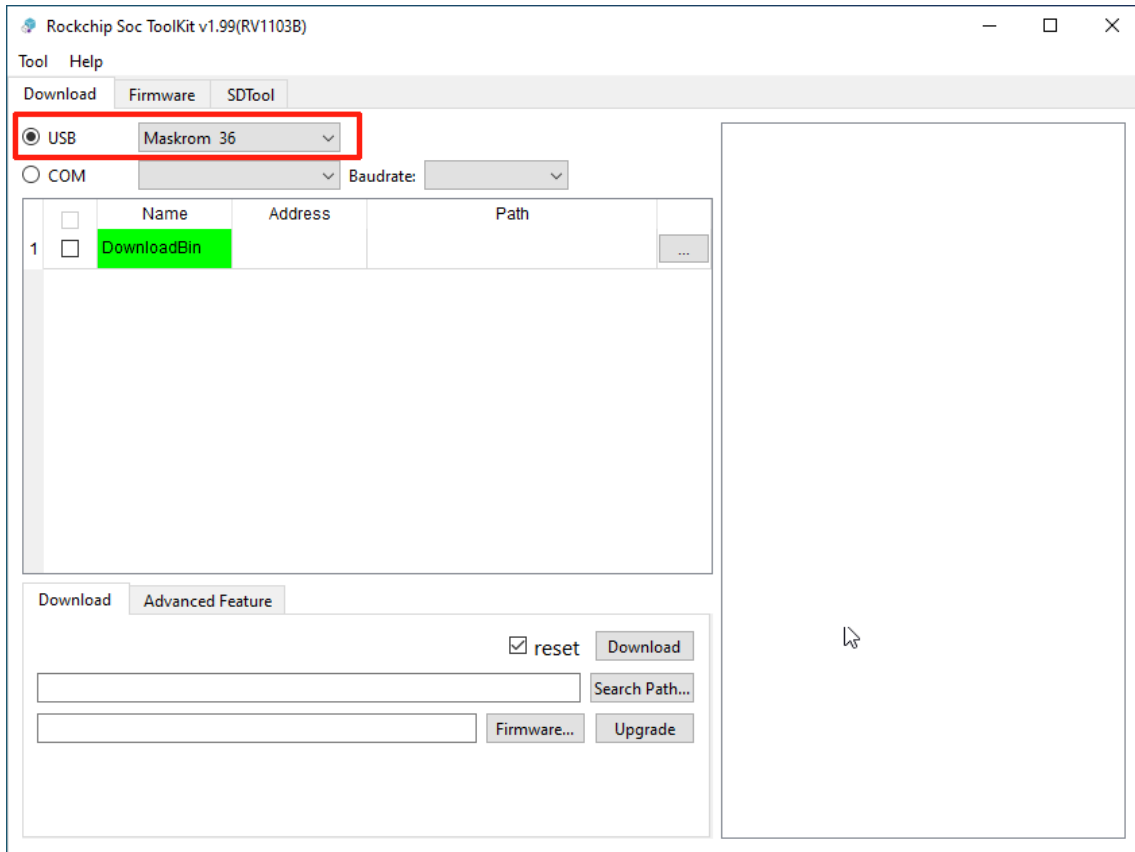 Rockchip Soc ToolKit v1.99(RV1103B)
Tool Help
Download Firmware SDTool
USB Maskrom 36
COM Baudrate:
Name Address Path
1 DownloadBin ...
Download Advanced Feature
reset Download
Search Path...
Firmware... Upgrade